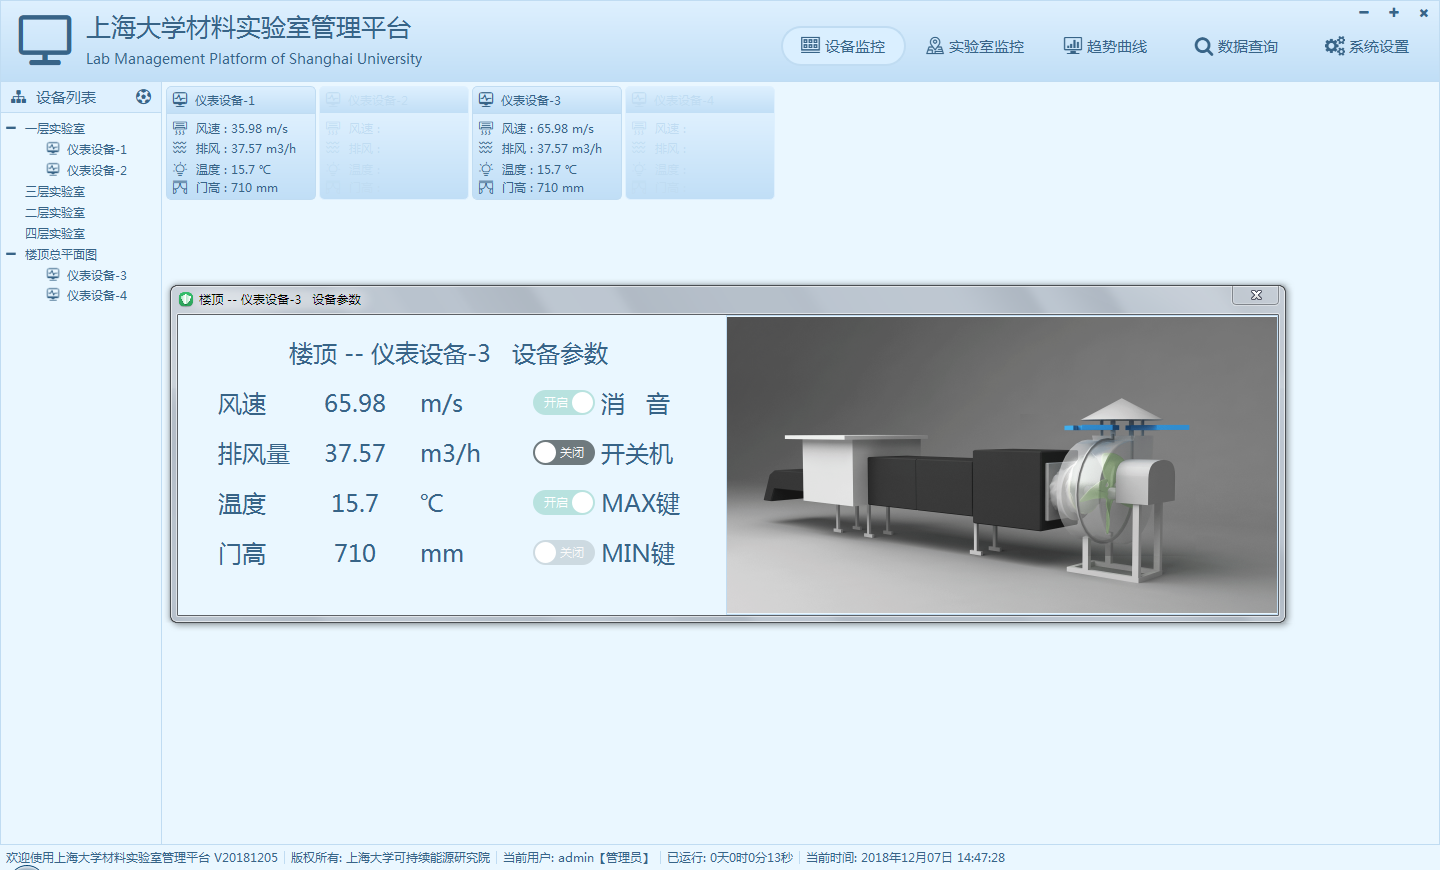 上海大学材料实验室管理平台
Lab Management Platform of Shanghai University
设备监控
实验室监控
趋势曲线
数据查询
系统设置
设备列表
一层实验室
仪表设备-1
仪表设备-2
三层实验室
二层实验室
四层实验室
楼顶总平面图
仪表设备-3
仪表设备-4
仪表设备-1
风速 : 35.98 m/s
排风 : 37.57 m3/h
温度 : 15.7 ℃
门高 : 710 mm
仪表设备-2
风速 :
排风 :
温度 :
门高 :
仪表设备-3
风速 : 65.98 m/s
排风 : 37.57 m3/h
温度 : 15.7 ℃
门高 : 710 mm
仪表设备-4
风速 :
排风 :
温度 :
门高 :
楼顶 -- 仪表设备-3 设备参数
楼顶 -- 仪表设备-3 设备参数
风速 65.98 m/s 开启 消 音
排风量 37.57 m3/h 关闭 开关机
温度 15.7 ℃ 开启 MAX键
门高 710 mm 关闭 MIN键
欢迎使用上海大学材料实验室管理平台 V20181205 版权所有: 上海大学可持续能源研究院 当前用户: admin【管理员】 已运行: 0天0时0分13秒 当前时间: 2018年12月07日 14:47:28